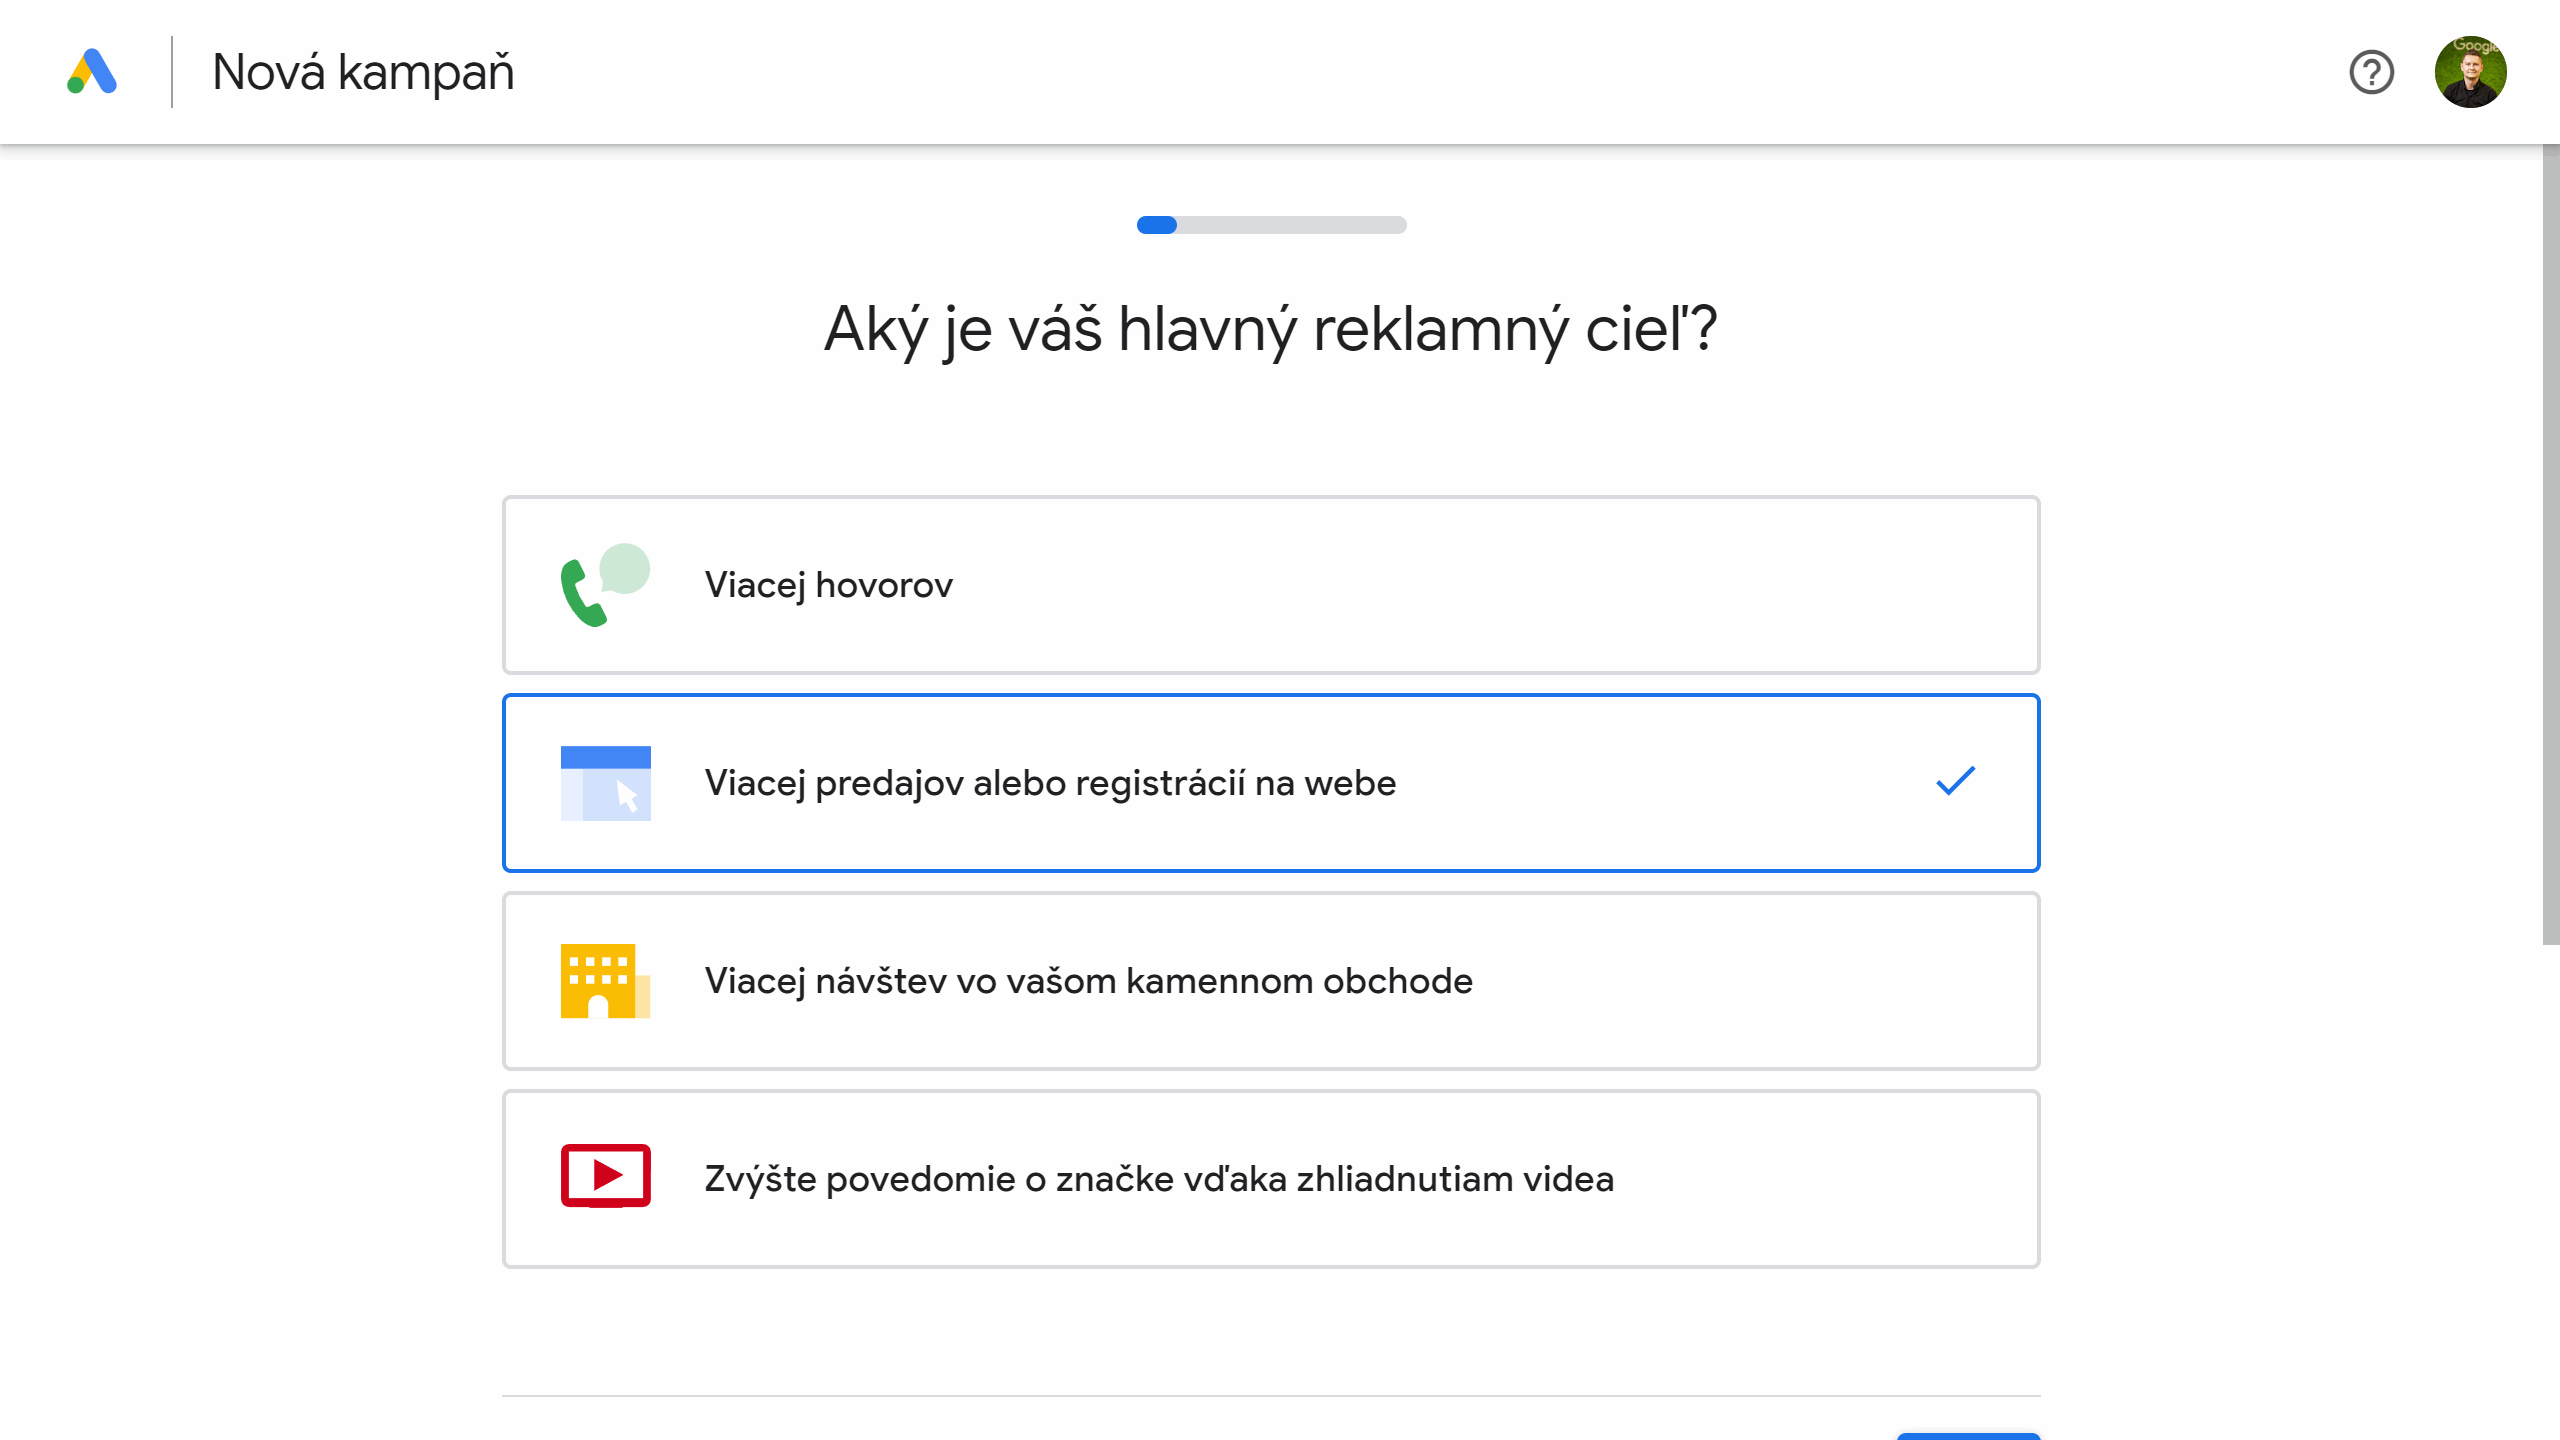 Nová kampaň
Google
Aký je váš hlavný reklamný cieľ?
Viacej hovorov
Viacej predajov alebo registrácií na webe
Viacej návštev vo vašom kamennom obchode
Zvýšte povedomie o značke vďaka zhliadnutiam videa